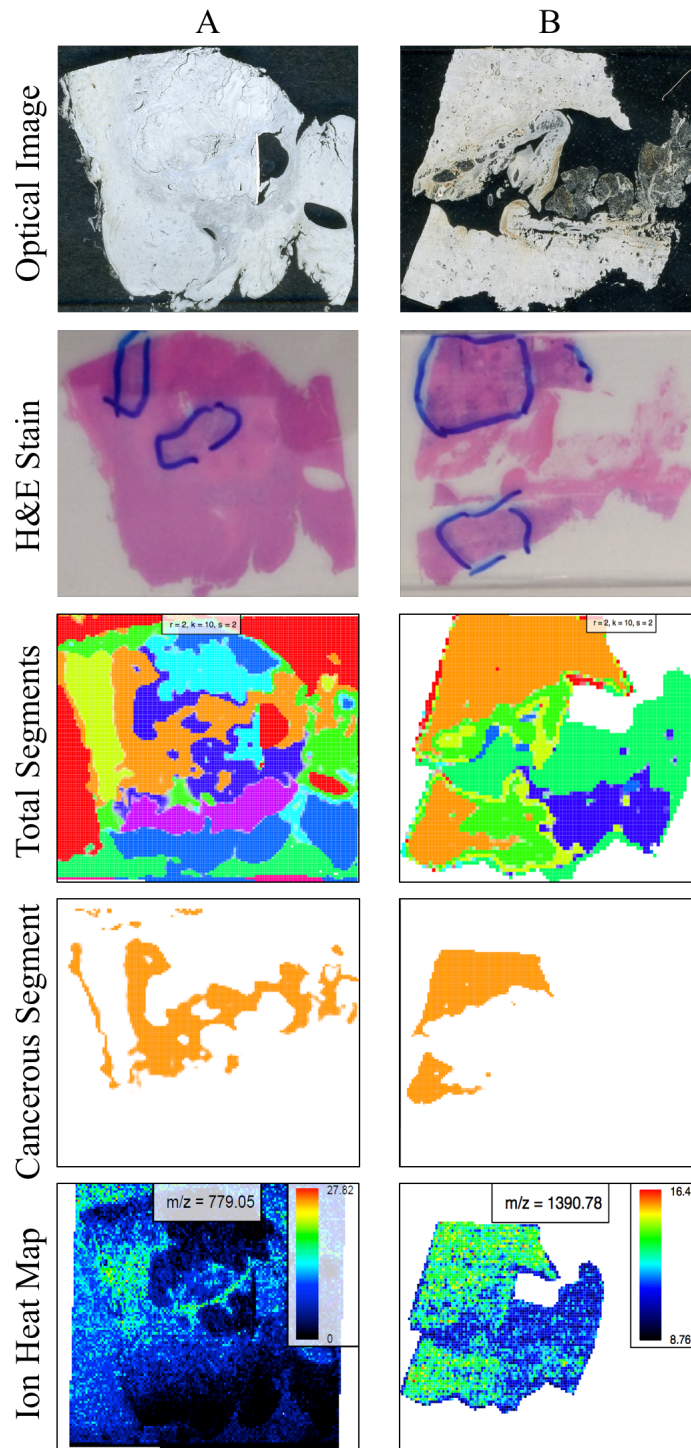 A B
Optical Image
H&E Stain
Total Segments
r = 2, k = 10, s = 2
r = 2, k = 10, s = 2
Cancerous Segment
Ion Heat Map
m/z = 779.05
27.82
0
m/z = 1390.78
16.4
8.76